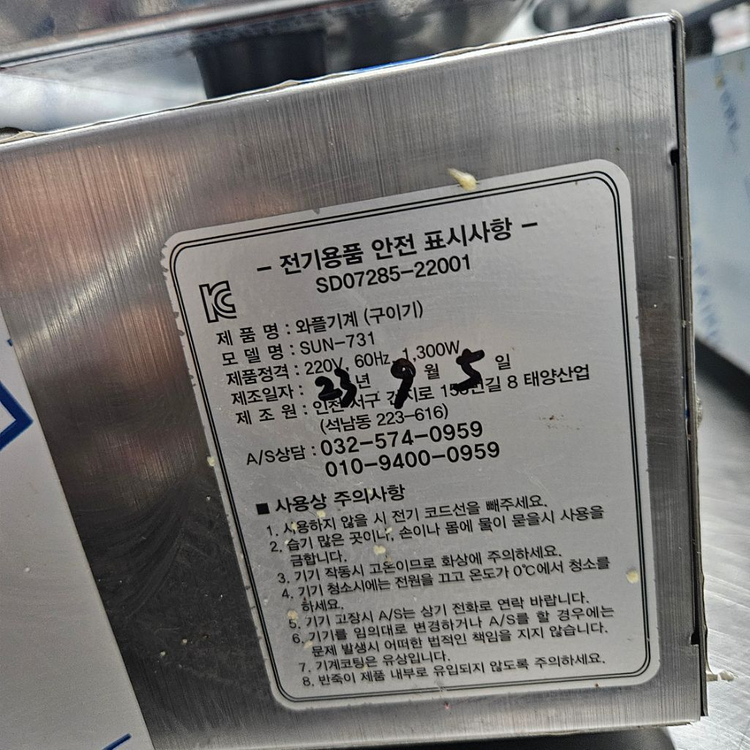 - 전기용품 안전 표시사항 -
SD07285-22001
KC
제 품 명 : 와플기계 (구이기)
모 델 명 : SUN-731
제품정격 : 220V, 60Hz, 1,300W
제조일자 : 23 년 9 월 5 일
제 조 원 : 인천 서구 길 8 태양산업
(석남동 223-616)
A/S상담 : 032-574-0959
010-9400-0959
■ 사용상 주의사항
1. 사용하지 않을 시 전기 코드선을 빼주세요.
2. 습기 많은 곳이나, 손이나 몸에 물이 묻을시 사용을
금합니다.
3. 기기 작동시 고온이므로 화상에 주의하세요.
4. 기기 청소시에는 전원을 끄고 온도가 0℃에서 청소를
하세요.
5. 기기 고장시 A/S는 상기 전화로 연락 바랍니다.
6. 기기를 임의대로 변경하거나 A/S를 할 경우에는
문제 발생시 어떠한 법적인 책임을 지지 않습니다.
7. 기계코팅은 유상입니다.
8. 반죽이 제품 내부로 유입되지 않도록 주의하세요.